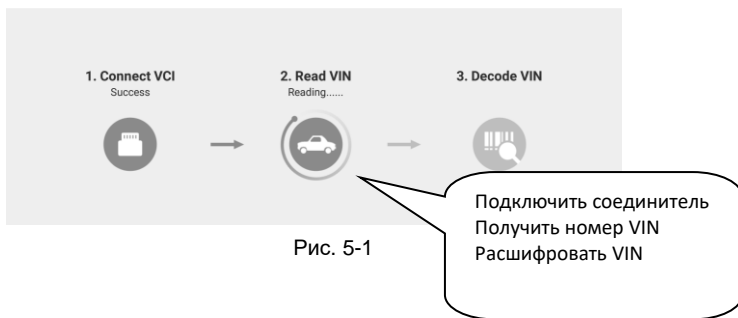 1. Connect VCI
Success
2. Read VIN
Reading......
3. Decode VIN
Подключить соединитель
Получить номер VIN
Расшифровать VIN
Рис. 5-1